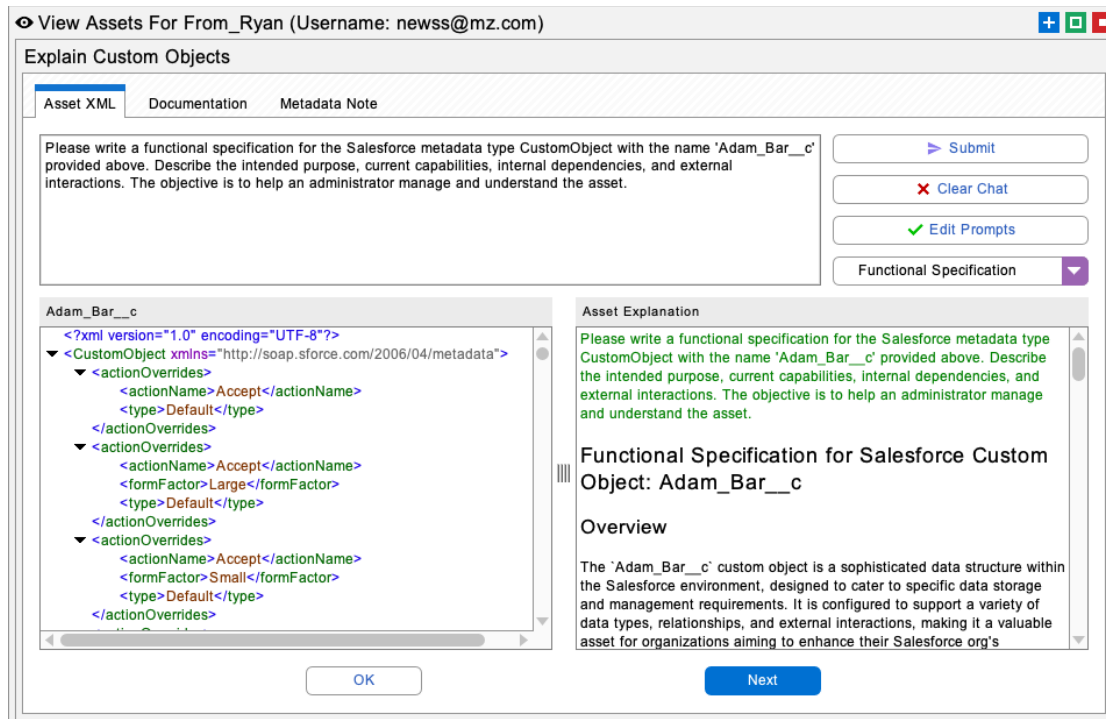 View Assets For From_Ryan (Username: newss@mz.com)
Explain Custom Objects
Asset XML
Documentation
Metadata Note
Please write a functional specification for the Salesforce metadata type CustomObject with the name 'Adam_Bar__c'
provided above. Describe the intended purpose, current capabilities, internal dependencies, and external
interactions. The objective is to help an administrator manage and understand the asset.
Submit
Clear Chat
Edit Prompts
Functional Specification
Adam_Bar__c
<?xml version="1.0" encoding="UTF-8"?>
<CustomObject xmlns="http://soap.sforce.com/2006/04/metadata">
<actionOverrides>
<actionName>Accept</actionName>
<type>Default</type>
</actionOverrides>
<actionOverrides>
<actionName>Accept</actionName>
<formFactor>Large</formFactor>
<type>Default</type>
</actionOverrides>
<actionOverrides>
<actionName>Accept</actionName>
<formFactor>Small</formFactor>
<type>Default</type>
</actionOverrides>
Asset Explanation
Please write a functional specification for the Salesforce metadata type
CustomObject with the name 'Adam_Bar__c' provided above. Describe
the intended purpose, current capabilities, internal dependencies, and
external interactions. The objective is to help an administrator manage
and understand the asset.
Functional Specification for Salesforce Custom
Object: Adam_Bar__c
Overview
The `Adam_Bar__c` custom object is a sophisticated data structure within
the Salesforce environment, designed to cater to specific data storage
and management requirements. It is configured to support a variety of
data types, relationships, and external interactions, making it a valuable
asset for organizations aiming to enhance their Salesforce org's
OK
Next